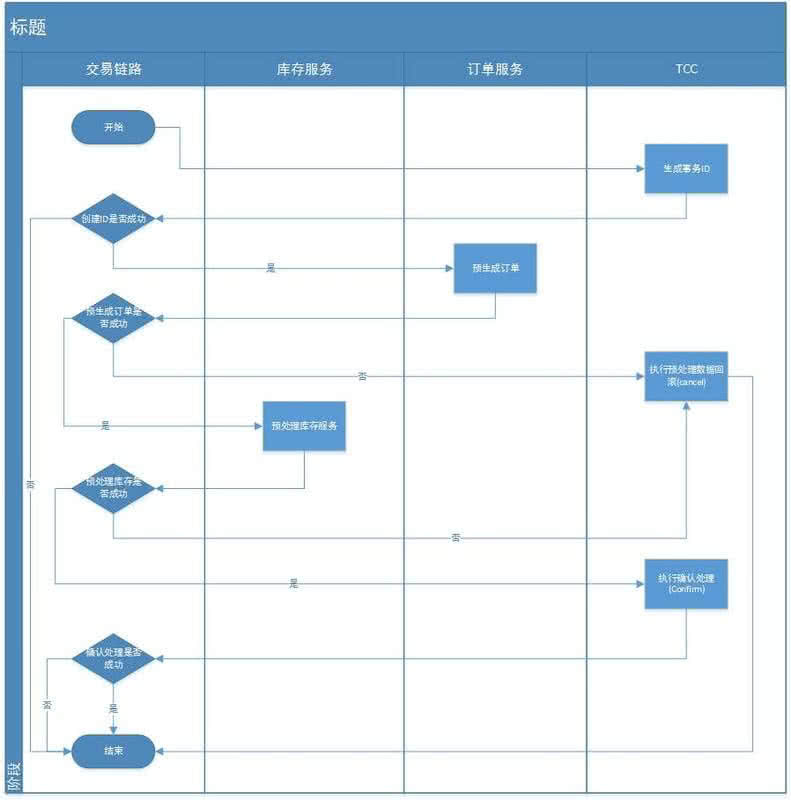 标题
交易链路
库存服务
订单服务
TCC
开始
生成事务ID
创建ID是否成功
是
预生成订单
预生成订单是
否成功
否
执行预处理数据回
滚(cancel)
是
预处理库存服务
预处理库存是
否成功
否
否
是
执行确认处理
(Confirm)
确认处理是否
成功
否
是
结束
阶段